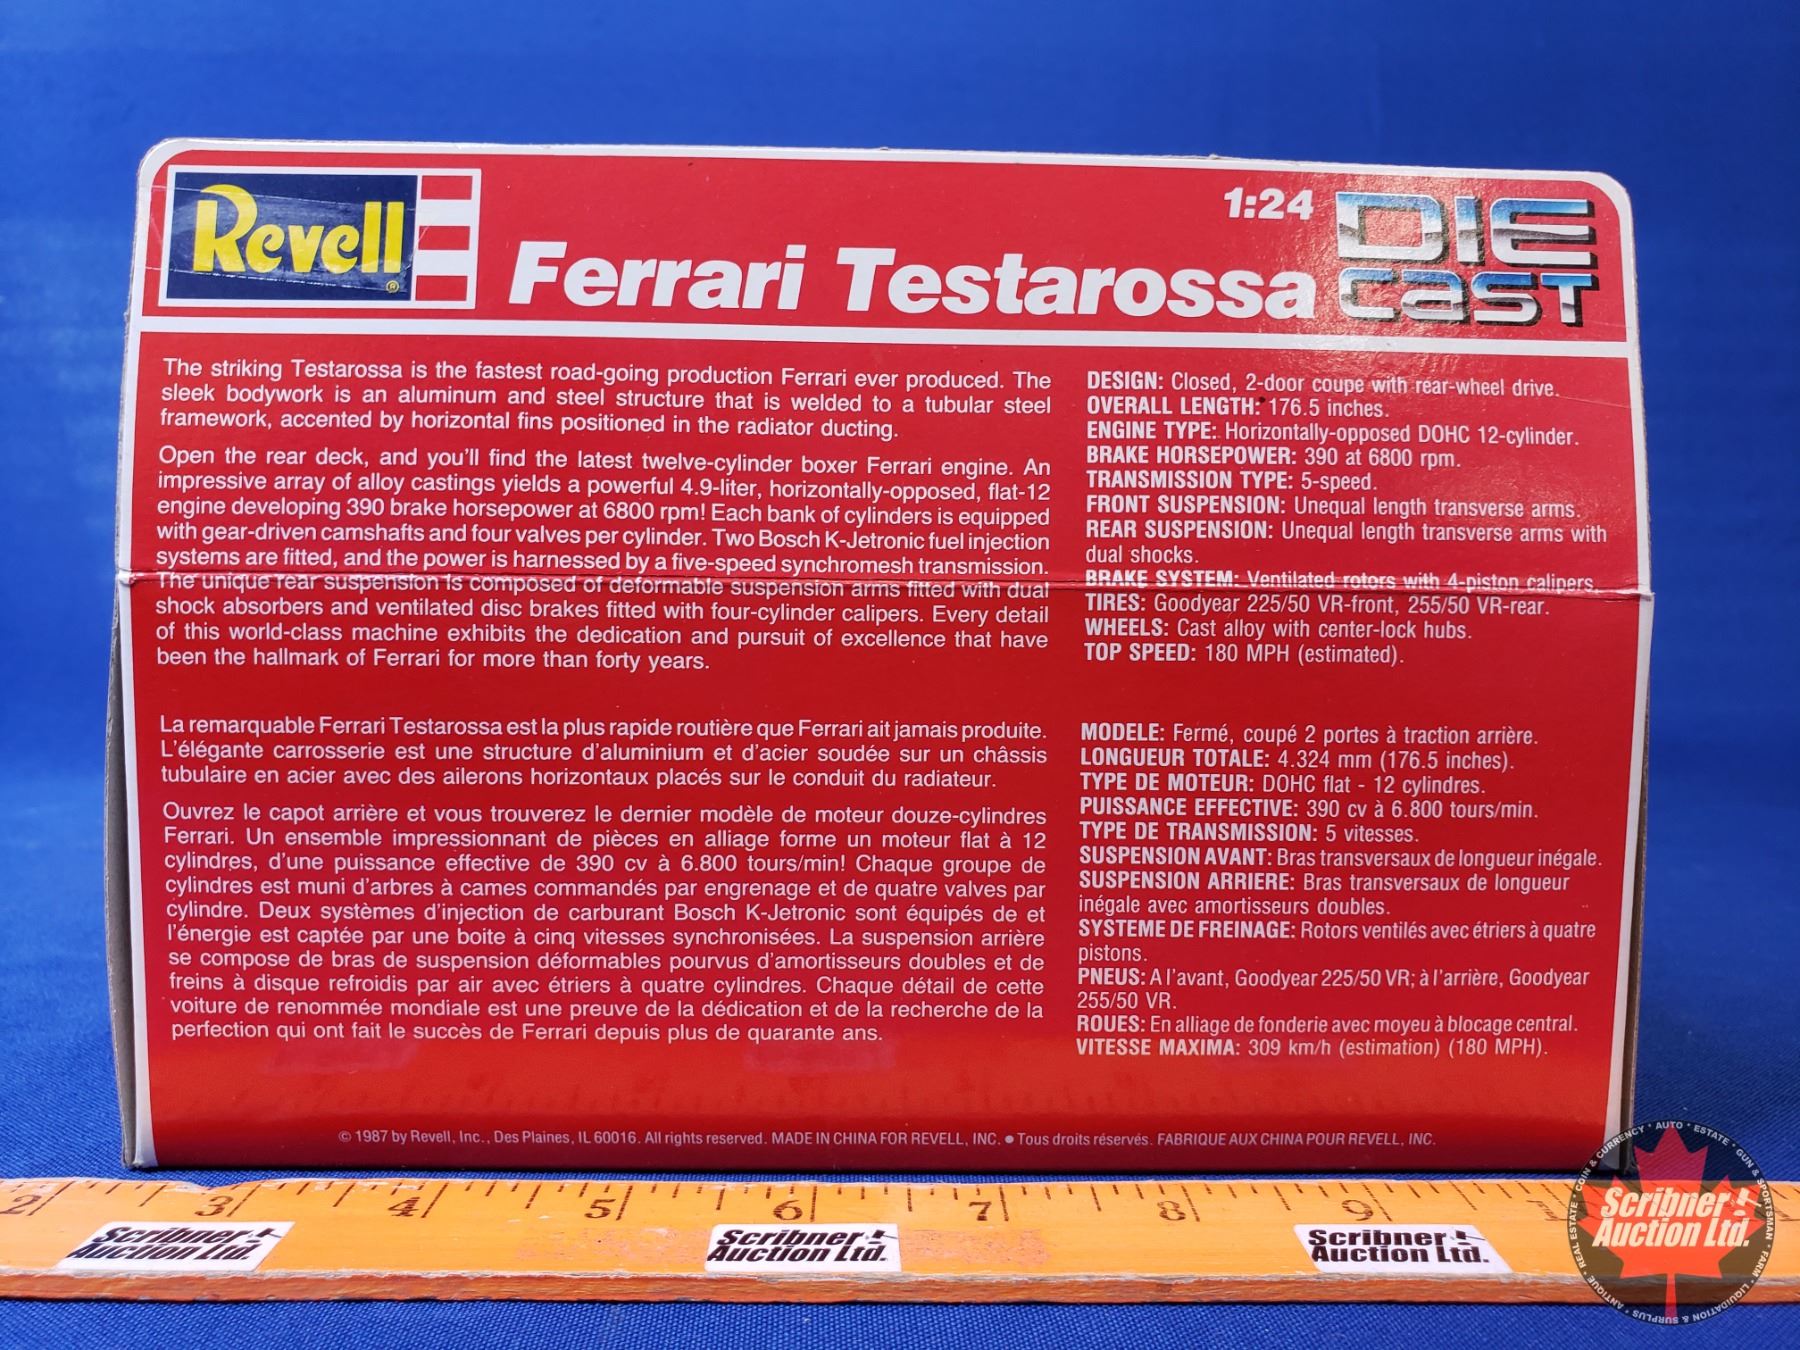 Revell®
1:24
DIE
CAST
Ferrari Testarossa
The striking Testarossa is the fastest road-going production Ferrari ever produced. The
sleek bodywork is an aluminum and steel structure that is welded to a tubular steel
framework, accented by horizontal fins positioned in the radiator ducting.
Open the rear deck, and you'll find the latest twelve-cylinder boxer Ferrari engine. An
impressive array of alloy castings yields a powerful 4.9-liter, horizontally-opposed, flat-12
engine developing 390 brake horsepower at 6800 rpm! Each bank of cylinders is equipped
with gear-driven camshafts and four valves per cylinder. Two Bosch K-Jetronic fuel injection
systems are fitted, and the power is harnessed by a five-speed synchromesh transmission.
The unique rear suspension is composed of deformable suspension arms fitted with dual
shock absorbers and ventilated disc brakes fitted with four-cylinder calipers. Every detail
of this world-class machine exhibits the dedication and pursuit of excellence that have
been the hallmark of Ferrari for more than forty years.
DESIGN: Closed, 2-door coupe with rear-wheel drive.
OVERALL LENGTH: 176.5 inches.
ENGINE TYPE: Horizontally-opposed DOHC 12-cylinder.
BRAKE HORSEPOWER: 390 at 6800 rpm.
TRANSMISSION TYPE: 5-speed.
FRONT SUSPENSION: Unequal length transverse arms.
REAR SUSPENSION: Unequal length transverse arms with
dual shocks.
BRAKE SYSTEM: Ventilated rotors with 4-piston calipers.
TIRES: Goodyear 225/50 VR-front, 255/50 VR-rear.
WHEELS: Cast alloy with center-lock hubs.
TOP SPEED: 180 MPH (estimated).
La remarquable Ferrari Testarossa est la plus rapide routière que Ferrari ait jamais produite.
L'élégante carrosserie est une structure d'aluminium et d'acier soudée sur un châssis
tubulaire en acier avec des ailerons horizontaux placés sur le conduit du radiateur.
Ouvrez le capot arrière et vous trouverez le dernier modèle de moteur douze-cylindres
Ferrari. Un ensemble impressionnant de pièces en alliage forme un moteur flat à 12
cylindres, d'une puissance effective de 390 cv à 6.800 tours/min! Chaque groupe de
cylindres est muni d'arbres à cames commandés par engrenage et de quatre valves par
cylindre. Deux systèmes d'injection de carburant Bosch K-Jetronic sont équipés de et
l'énergie est captée par une boite à cinq vitesses synchronisées. La suspension arrière
se compose de bras de suspension déformables pourvus d'amortisseurs doubles et de
freins à disque refroidis par air avec étriers à quatre cylindres. Chaque détail de cette
voiture de renommée mondiale est une preuve de la dédication et de la recherche de la
perfection qui ont fait le succès de Ferrari depuis plus de quarante ans.
MODELE: Fermé, coupé 2 portes à traction arrière.
LONGUEUR TOTALE: 4.324 mm (176.5 inches).
TYPE DE MOTEUR: DOHC flat - 12 cylindres.
PUISSANCE EFFECTIVE: 390 cv à 6.800 tours/min.
TYPE DE TRANSMISSION: 5 vitesses.
SUSPENSION AVANT: Bras transversaux de longueur inégale.
SUSPENSION ARRIERE: Bras transversaux de longueur
inégale avec amortisseurs doubles.
SYSTEME DE FREINAGE: Rotors ventilés avec étriers à quatre
pistons.
PNEUS: A l'avant, Goodyear 225/50 VR; à l'arrière, Goodyear
255/50 VR.
ROUES: En alliage de fonderie avec moyeu à blocage central.
VITESSE MAXIMA: 309 km/h (estimation) (180 MPH).
© 1987 by Revell, Inc., Des Plaines, IL 60016. All rights reserved. MADE IN CHINA FOR REVELL, INC. ● Tous droits réservés. FABRIQUE AUX CHINA POUR REVELL, INC.
2 3 4 5 6 7 8 9
Scribner
Auction Ltd.
Scribner
Auction Ltd.
Scribner
Auction Ltd.
ANTIQUE * REAL ESTATE * COIN & CURRENCY * AUTO * ESTATE * GUN & SPORTSMAN * FARM * LIQUIDATION & SURPLUS
Scribner
Auction Ltd.